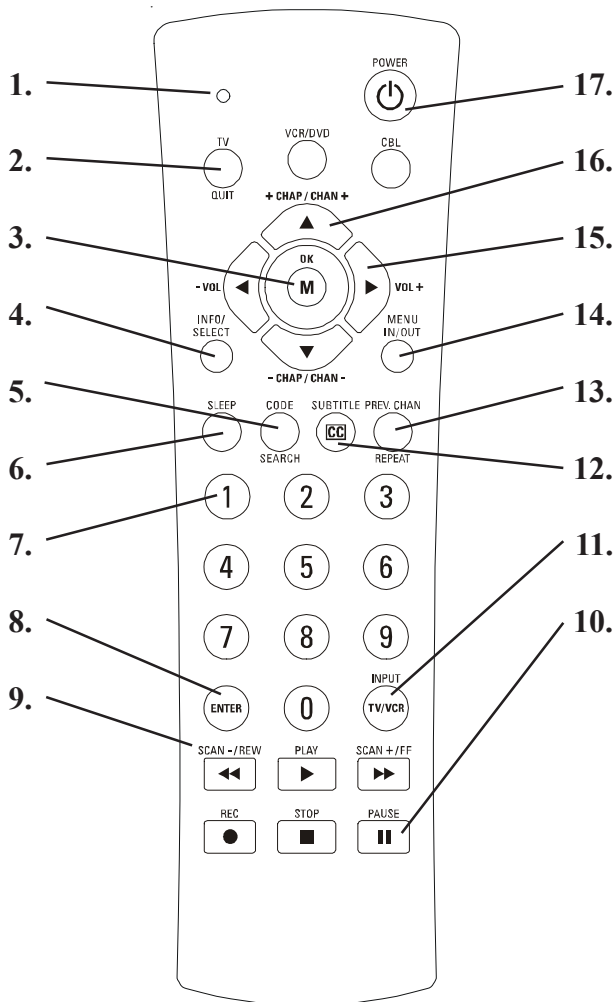 POWER
1.
17.
TV
VCR/DVD
CBL
2.
QUIT
16.
+ CHAP / CHAN +
3.
OK
15.
- VOL
M
VOL +
4.
INFO/
SELECT
MENU
IN/OUT
14.
- CHAP / CHAN -
5.
SLEEP
CODE
SUBTITLE
PREV. CHAN
13.
CC
6.
SEARCH
REPEAT
12.
7.
1 2 3
4 5 6
11.
8.
7 8 9
10.
INPUT
ENTER
0
TV/VCR
9.
SCAN -/REW
PLAY
SCAN +/FF
REC
STOP
PAUSE